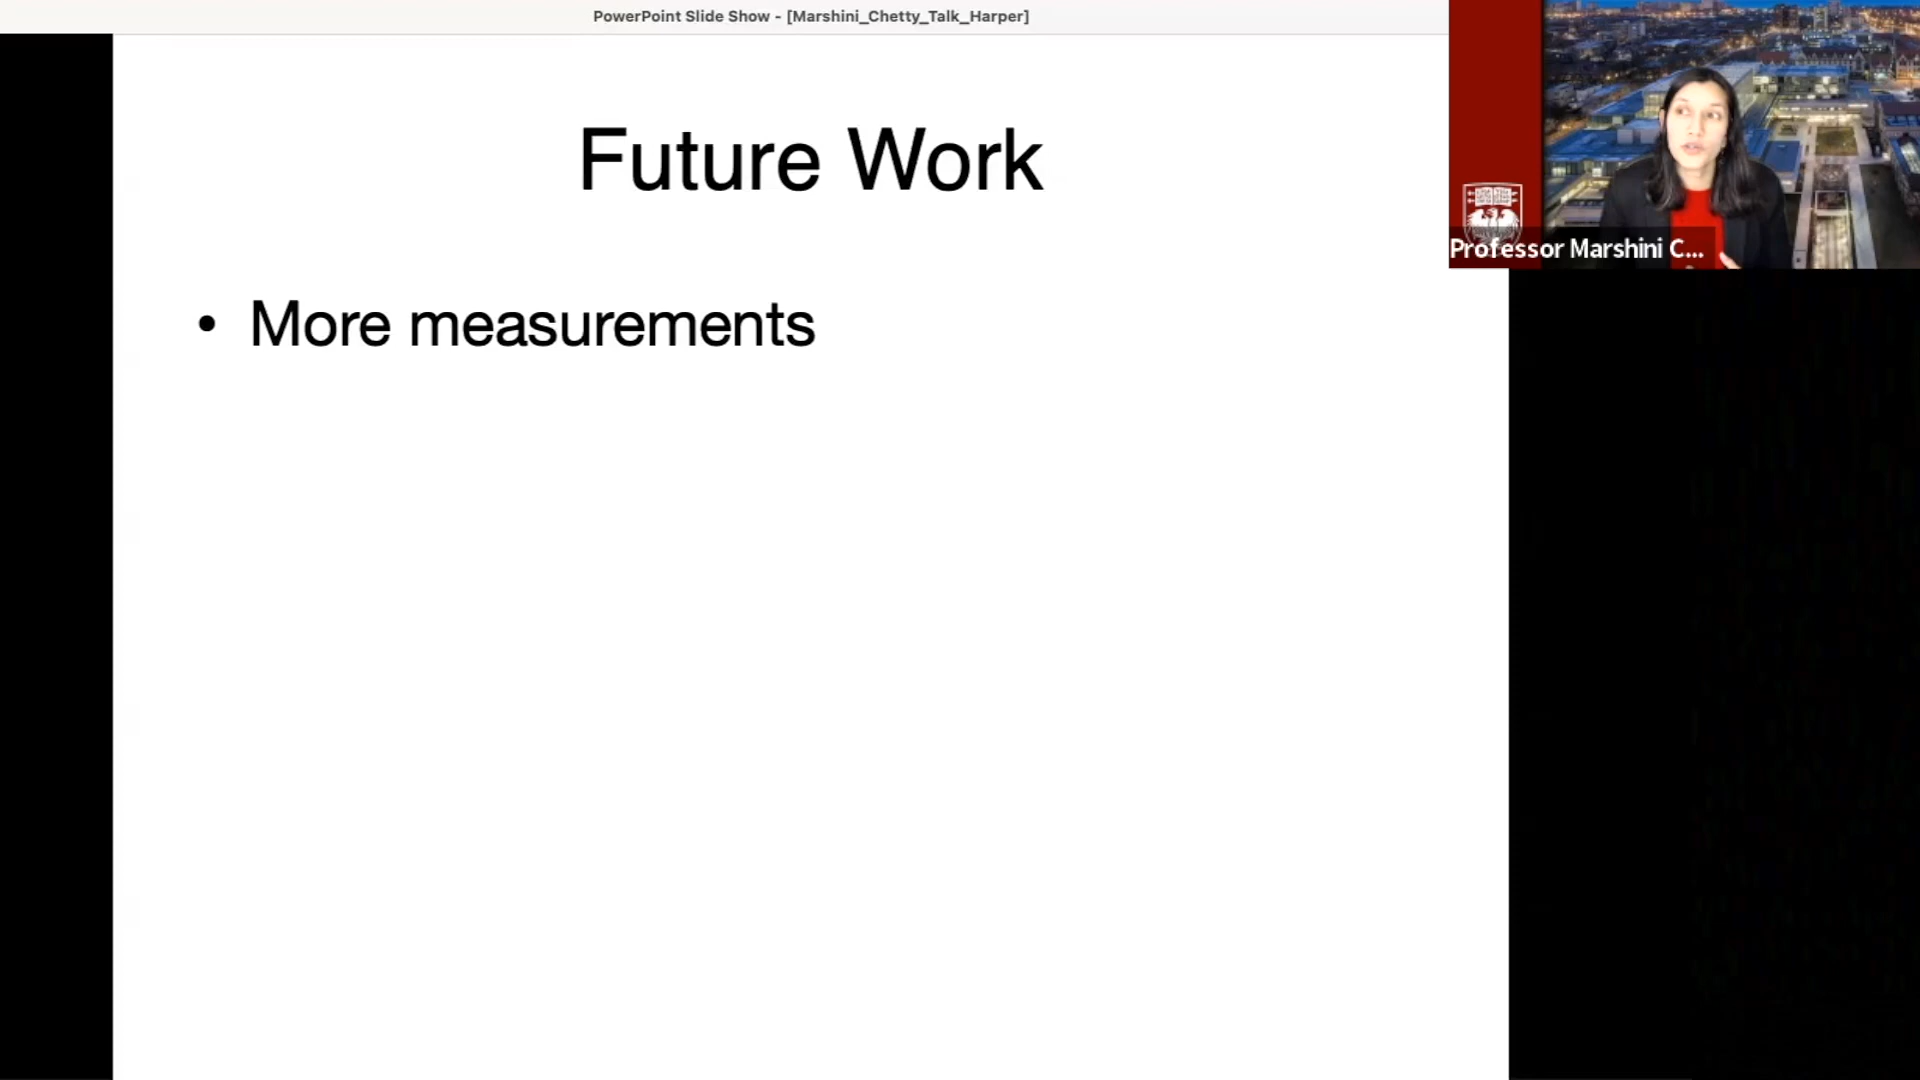 PowerPoint Slide Show - [Marshini_Chetty_Talk_Harper]
Future Work
• More measurements
Professor Marshini C...